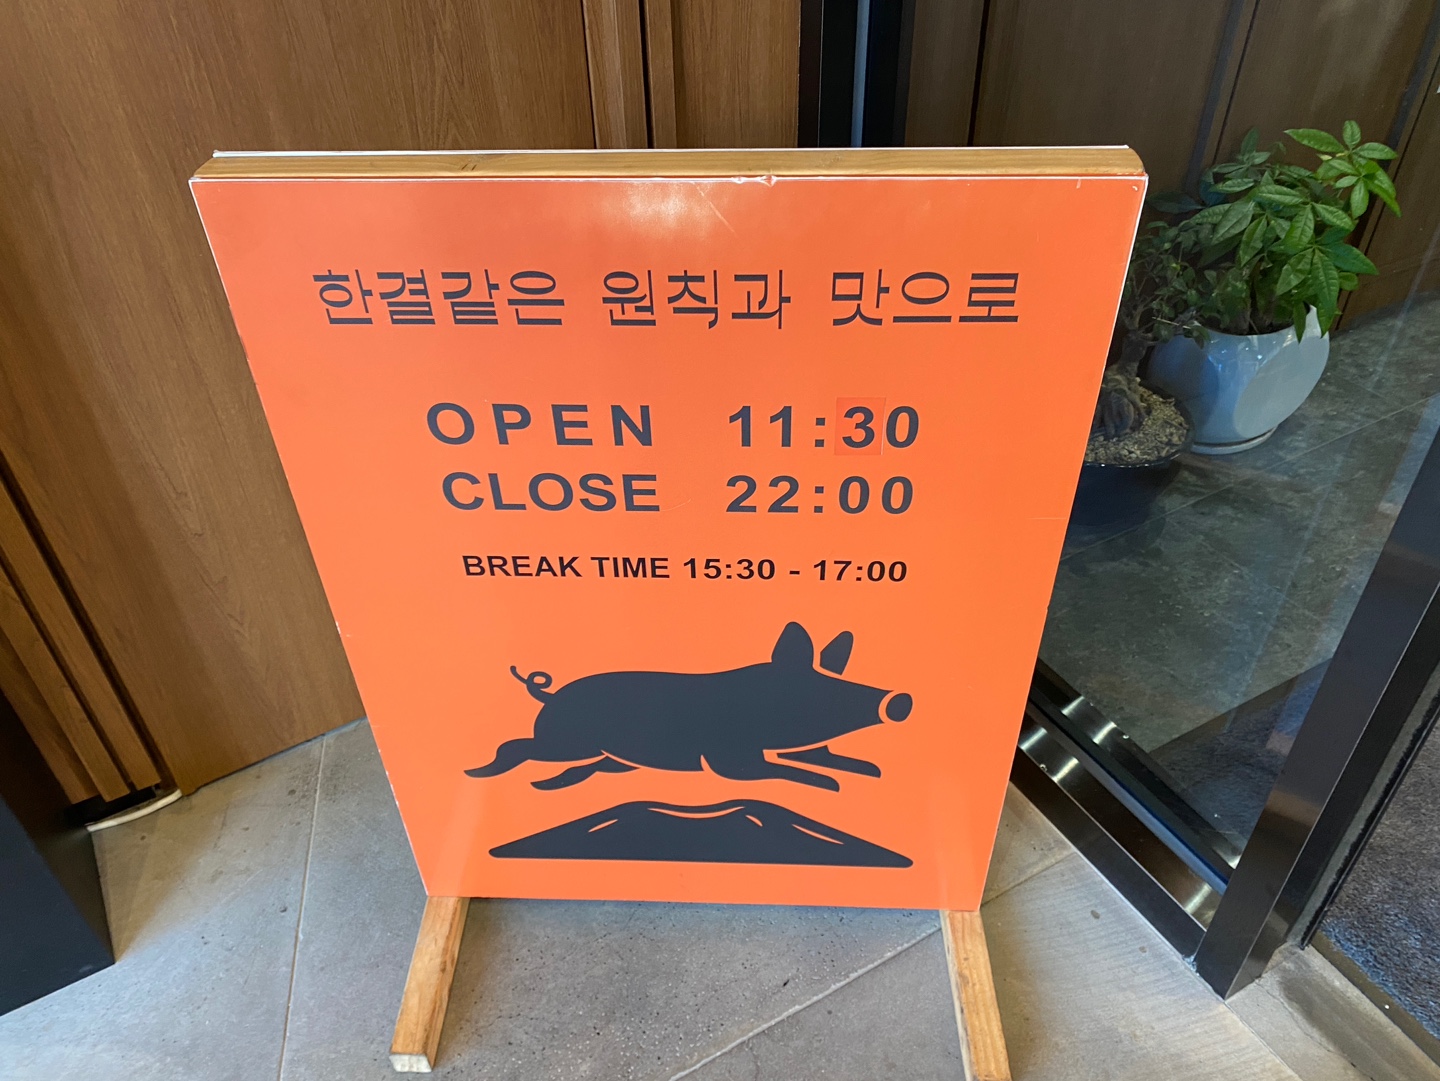 한결같은 원칙과 맛으로
OPEN 11:30
CLOSE 22:00
BREAK TIME 15:30 - 17:00